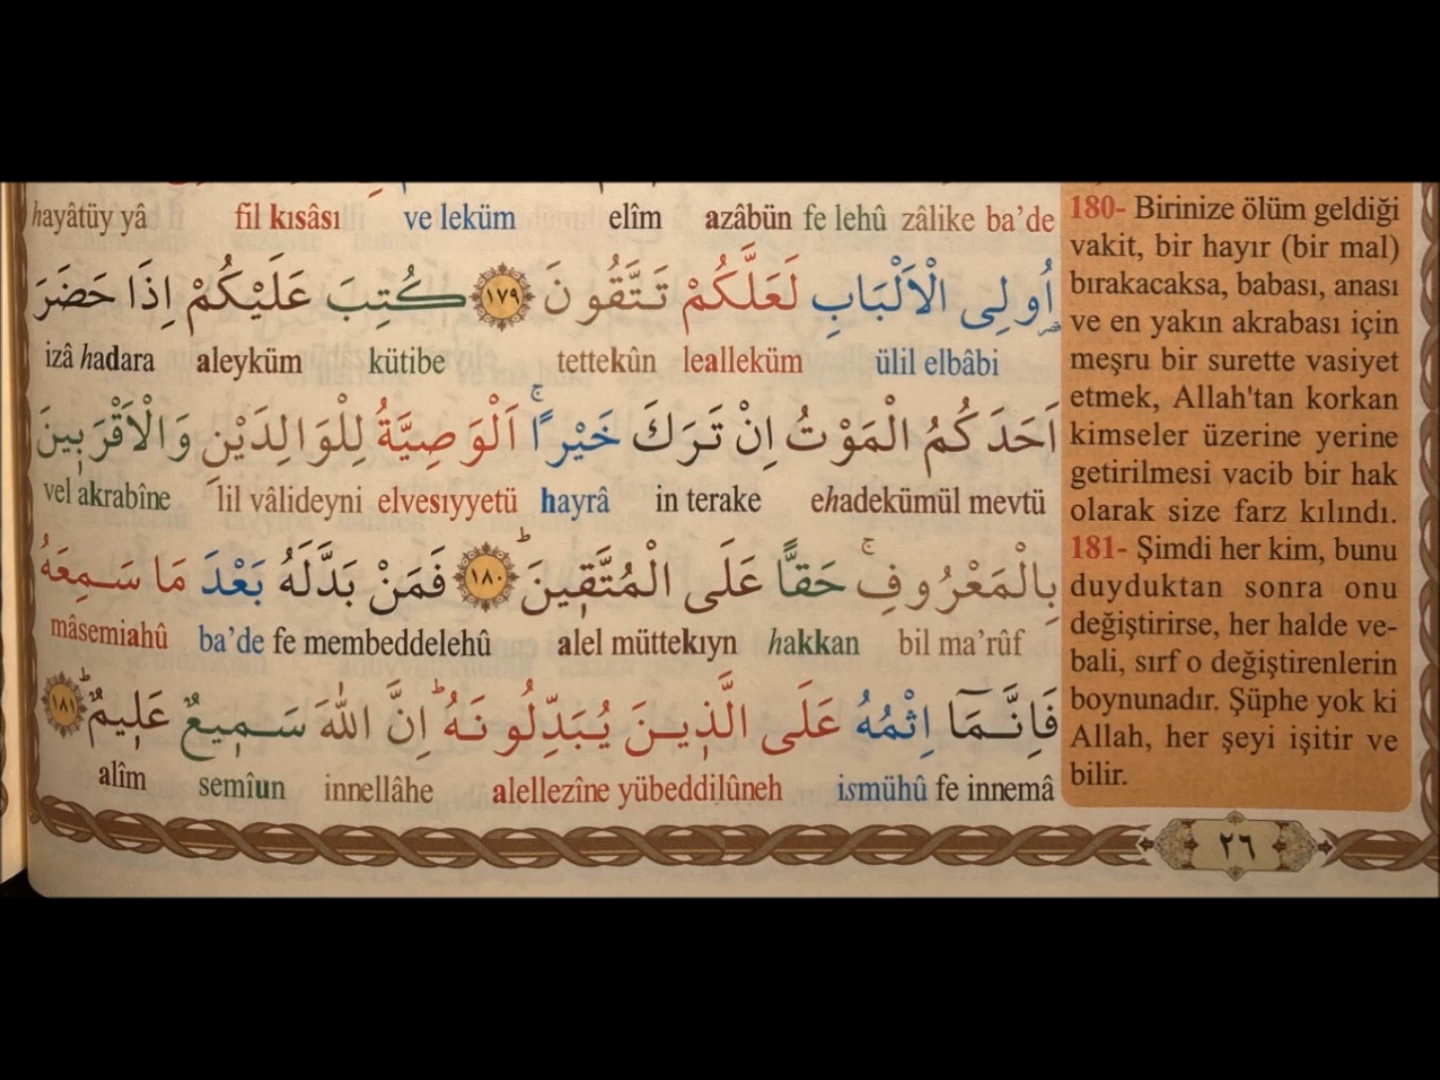 hayâtüy yâ fil kısâsı ve leküm elîm azâbün fe lehû zâlike ba’de
اُو۬لِى الْاَلْبَابِ لَعَلَّكُمْ تَتَّقُونَ ﴿١٧٩﴾ كُتِبَ عَلَيْكُمْ اِذَا حَضَرَ
izâ hadara aleyküm kütibe tettekûn lealleküm ülil elbâbi
اَحَدَكُمُ الْمَوْتُ اِنْ تَرَكَ خَيْرًاۚ اَلْوَصِيَّةُ لِلْوَالِدَيْنِ وَالْاَقْرَبِينَ
vel akrabîne lil vâlideyni elvesıyyetü hayrâ in terake ehadekümül mevtü
بِالْمَعْرُوفِۚ حَقًّا عَلَى الْمُتَّقِينَۜ ﴿١٨٠﴾ فَمَنْ بَدَّلَهُ بَعْدَ مَا سَمِعَهُ
mâsemiahû ba’de fe membeddelehû alel müttekıyn hakkan bil ma’rûf
فَاِنَّمَٓا اِثْمُهُ عَلَى الَّذِينَ يُبَدِّلُونَهُۜ اِنَّ اللّٰهَ سَمِيعٌ عَلِيمٌۜ ﴿١٨١﴾
alîm semîun innellâhe alellezîne yübeddilûneh ismühû fe innemâ
180- Birinize ölüm geldiği
vakit, bir hayır (bir mal)
bırakacaksa, babası, anası
ve en yakın akrabası için
meşru bir surette vasiyet
etmek, Allah'tan korkan
kimseler üzerine yerine
getirilmesi vacib bir hak
olarak size farz kılındı.
181- Şimdi her kim, bunu
duyduktan sonra onu
değiştirirse, her halde ve-
bali, sırf o değiştirenlerin
boynunadır. Şüphe yok ki
Allah, her şeyi işitir ve
bilir.
٢٦